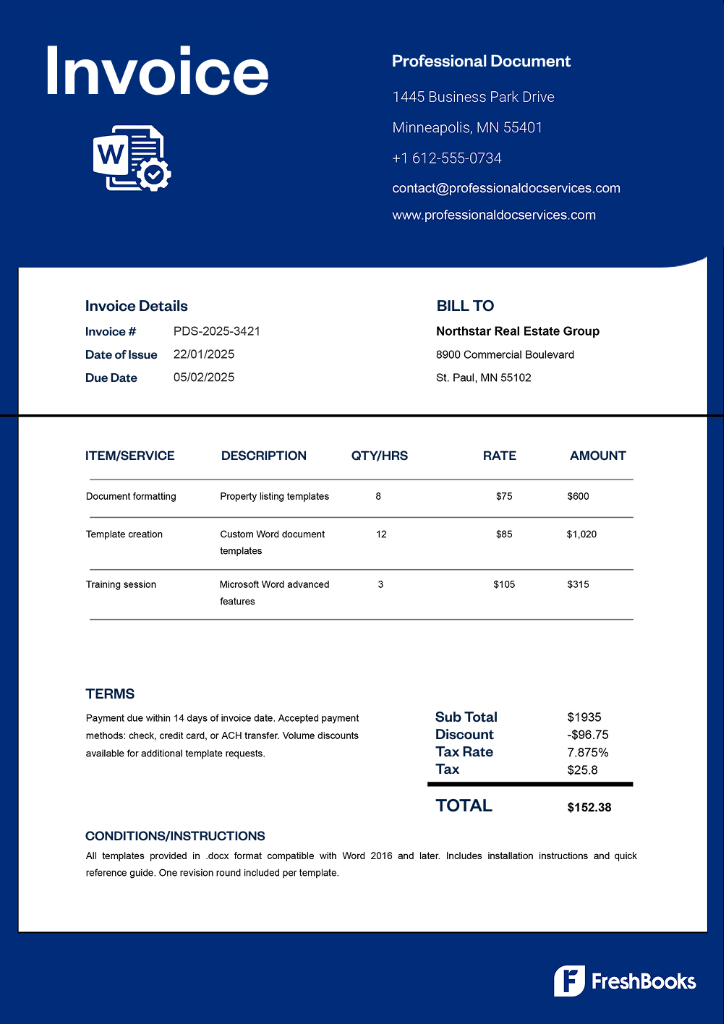 Invoice
W
Professional Document
1445 Business Park Drive
Minneapolis, MN 55401
+1 612-555-0734
contact@professionaldocservices.com
www.professionaldocservices.com
Invoice Details
Invoice # PDS-2025-3421
Date of Issue 22/01/2025
Due Date 05/02/2025
BILL TO
Northstar Real Estate Group
8900 Commercial Boulevard
St. Paul, MN 55102
ITEM/SERVICE DESCRIPTION QTY/HRS RATE AMOUNT
Document formatting Property listing templates 8 $75 $600
Template creation Custom Word document 12 $85 $1,020
templates
Training session Microsoft Word advanced 3 $105 $315
features
TERMS
Payment due within 14 days of invoice date. Accepted payment
methods: check, credit card, or ACH transfer. Volume discounts
available for additional template requests.
Sub Total $1935
Discount -$96.75
Tax Rate 7.875%
Tax $25.8
TOTAL $152.38
CONDITIONS/INSTRUCTIONS
All templates provided in .docx format compatible with Word 2016 and later. Includes installation instructions and quick
reference guide. One revision round included per template.
F FreshBooks